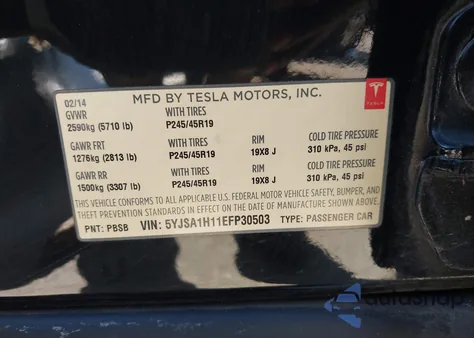 02/14 MFD BY TESLA MOTORS, INC. TESLA
GVWR WITH TIRES
2590kg (5710 lb) P245/45R19
GAWR FRT WITH TIRES RIM COLD TIRE PRESSURE
1276kg (2813 lb) P245/45R19 19X8 J 310 kPa, 45 psi
GAWR RR WITH TIRES RIM COLD TIRE PRESSURE
1500kg (3307 lb) P245/45R19 19X8 J 310 kPa, 45 psi
THIS VEHICLE CONFORMS TO ALL APPLICABLE U.S. FEDERAL MOTOR VEHICLE SAFETY, BUMPER, AND
THEFT PREVENTION STANDARDS IN EFFECT ON THE DATE OF MANUFACTURE SHOWN ABOVE.
PNT: PBSB VIN: 5YJSA1H11EFP30503 TYPE: PASSENGER CAR
autoshop